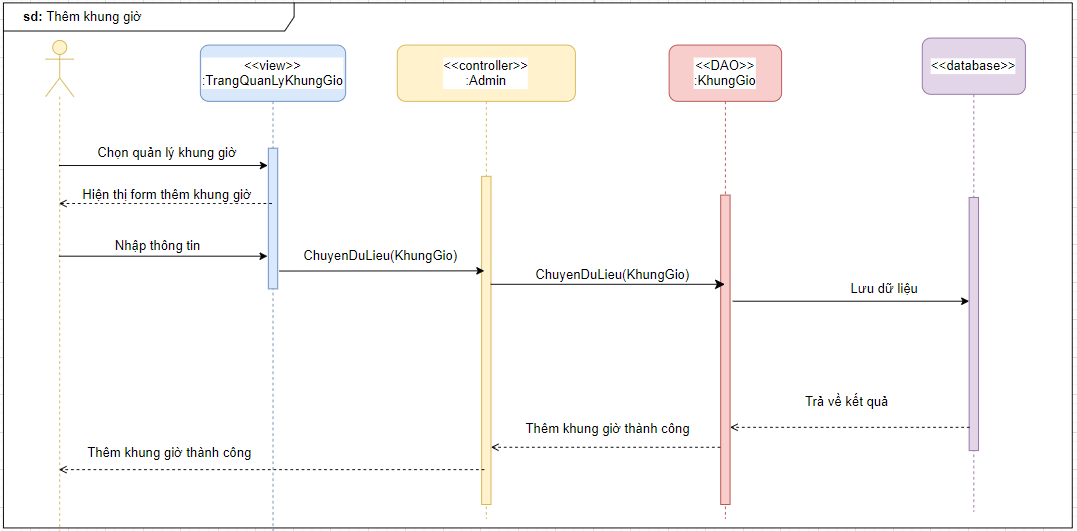 sd: Thêm khung giờ
<<view>>
:TrangQuanLyKhungGio
<<controller>>
:Admin
<<DAO>>
:KhungGio
<<database>>
Chọn quản lý khung giờ
Hiện thị form thêm khung giờ
Nhập thông tin
ChuyenDuLieu(KhungGio)
ChuyenDuLieu(KhungGio)
Lưu dữ liệu
Trả về kết quả
Thêm khung giờ thành công
Thêm khung giờ thành công